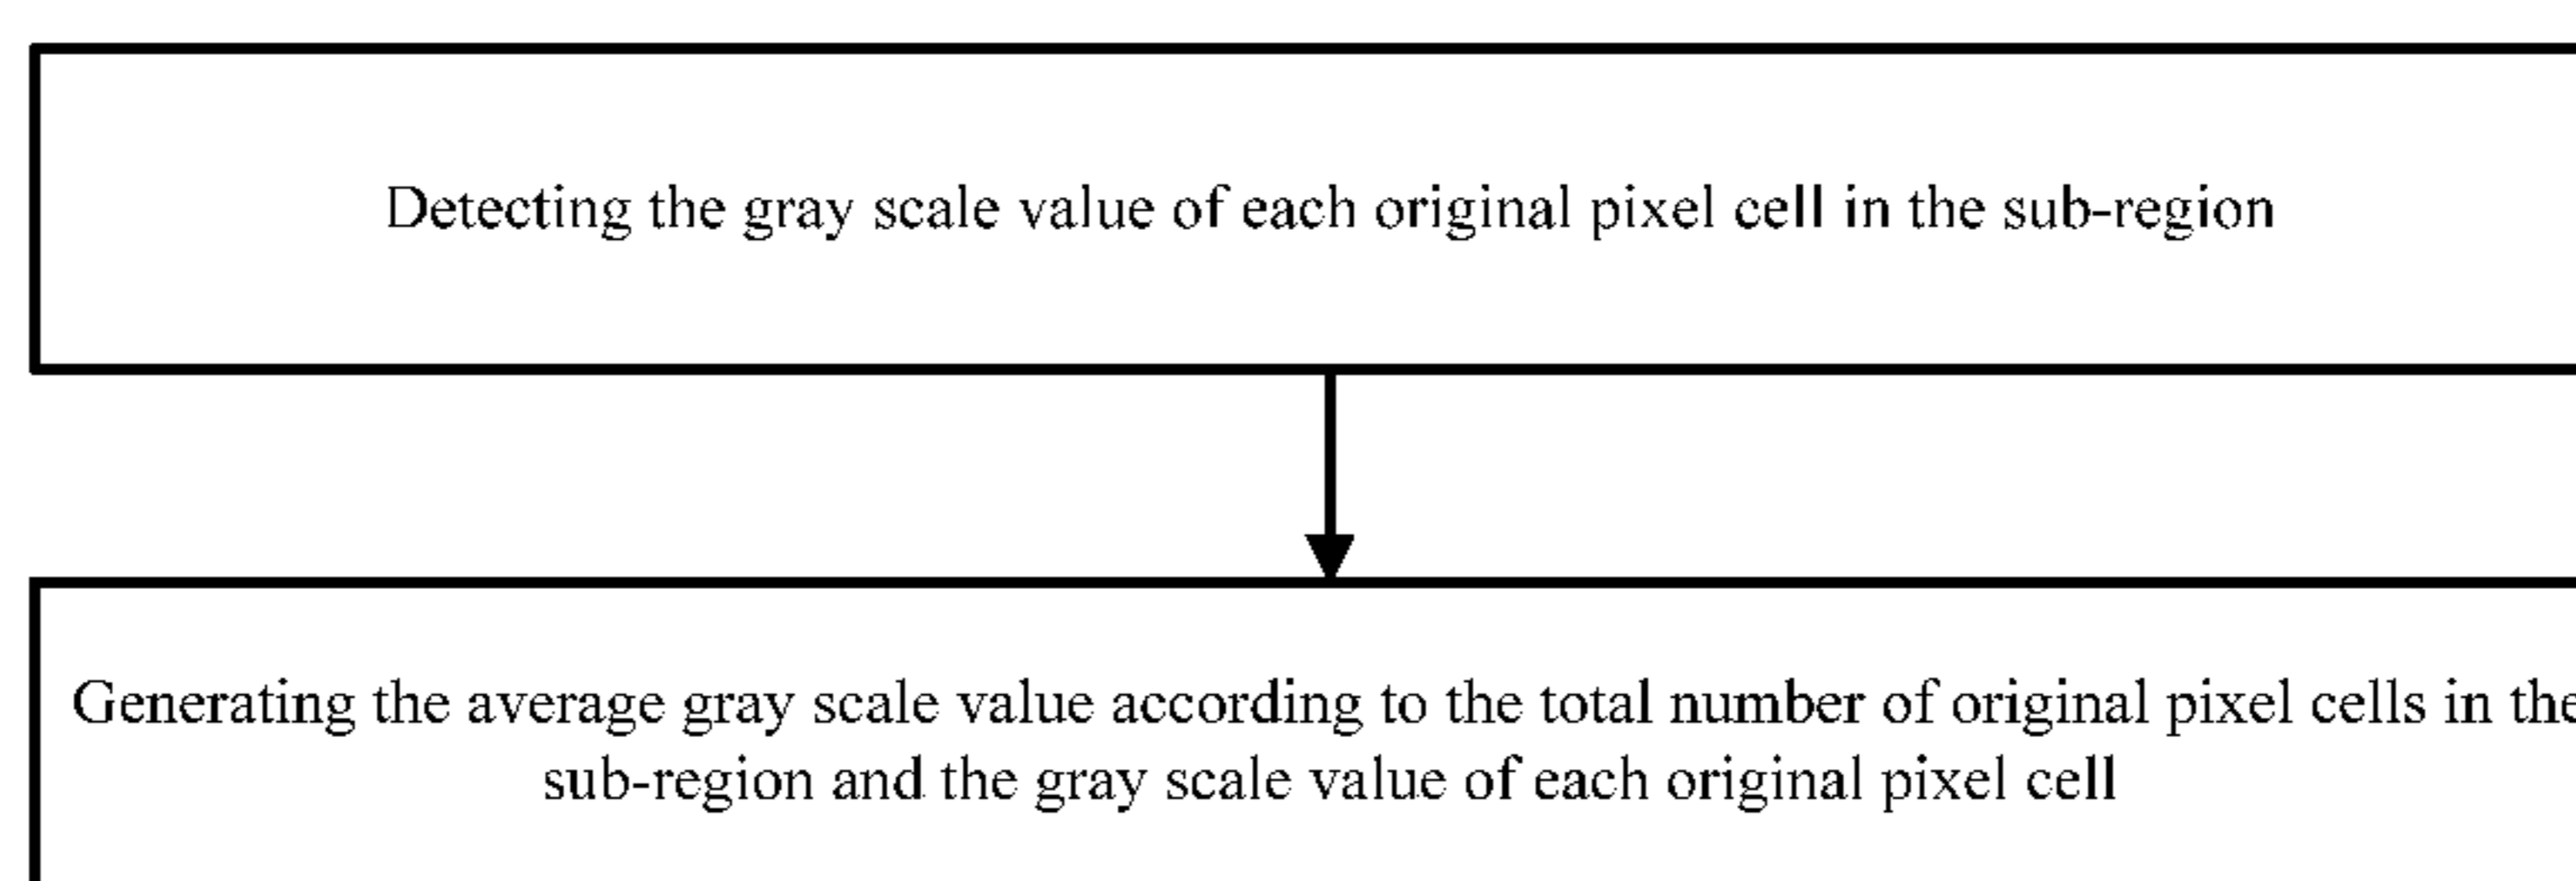 Detecting the gray scale value of each original pixel cell in the sub-region
Generating the average gray scale value according to the total number of original pixel cells in the
sub-region and the gray scale value of each original pixel cell